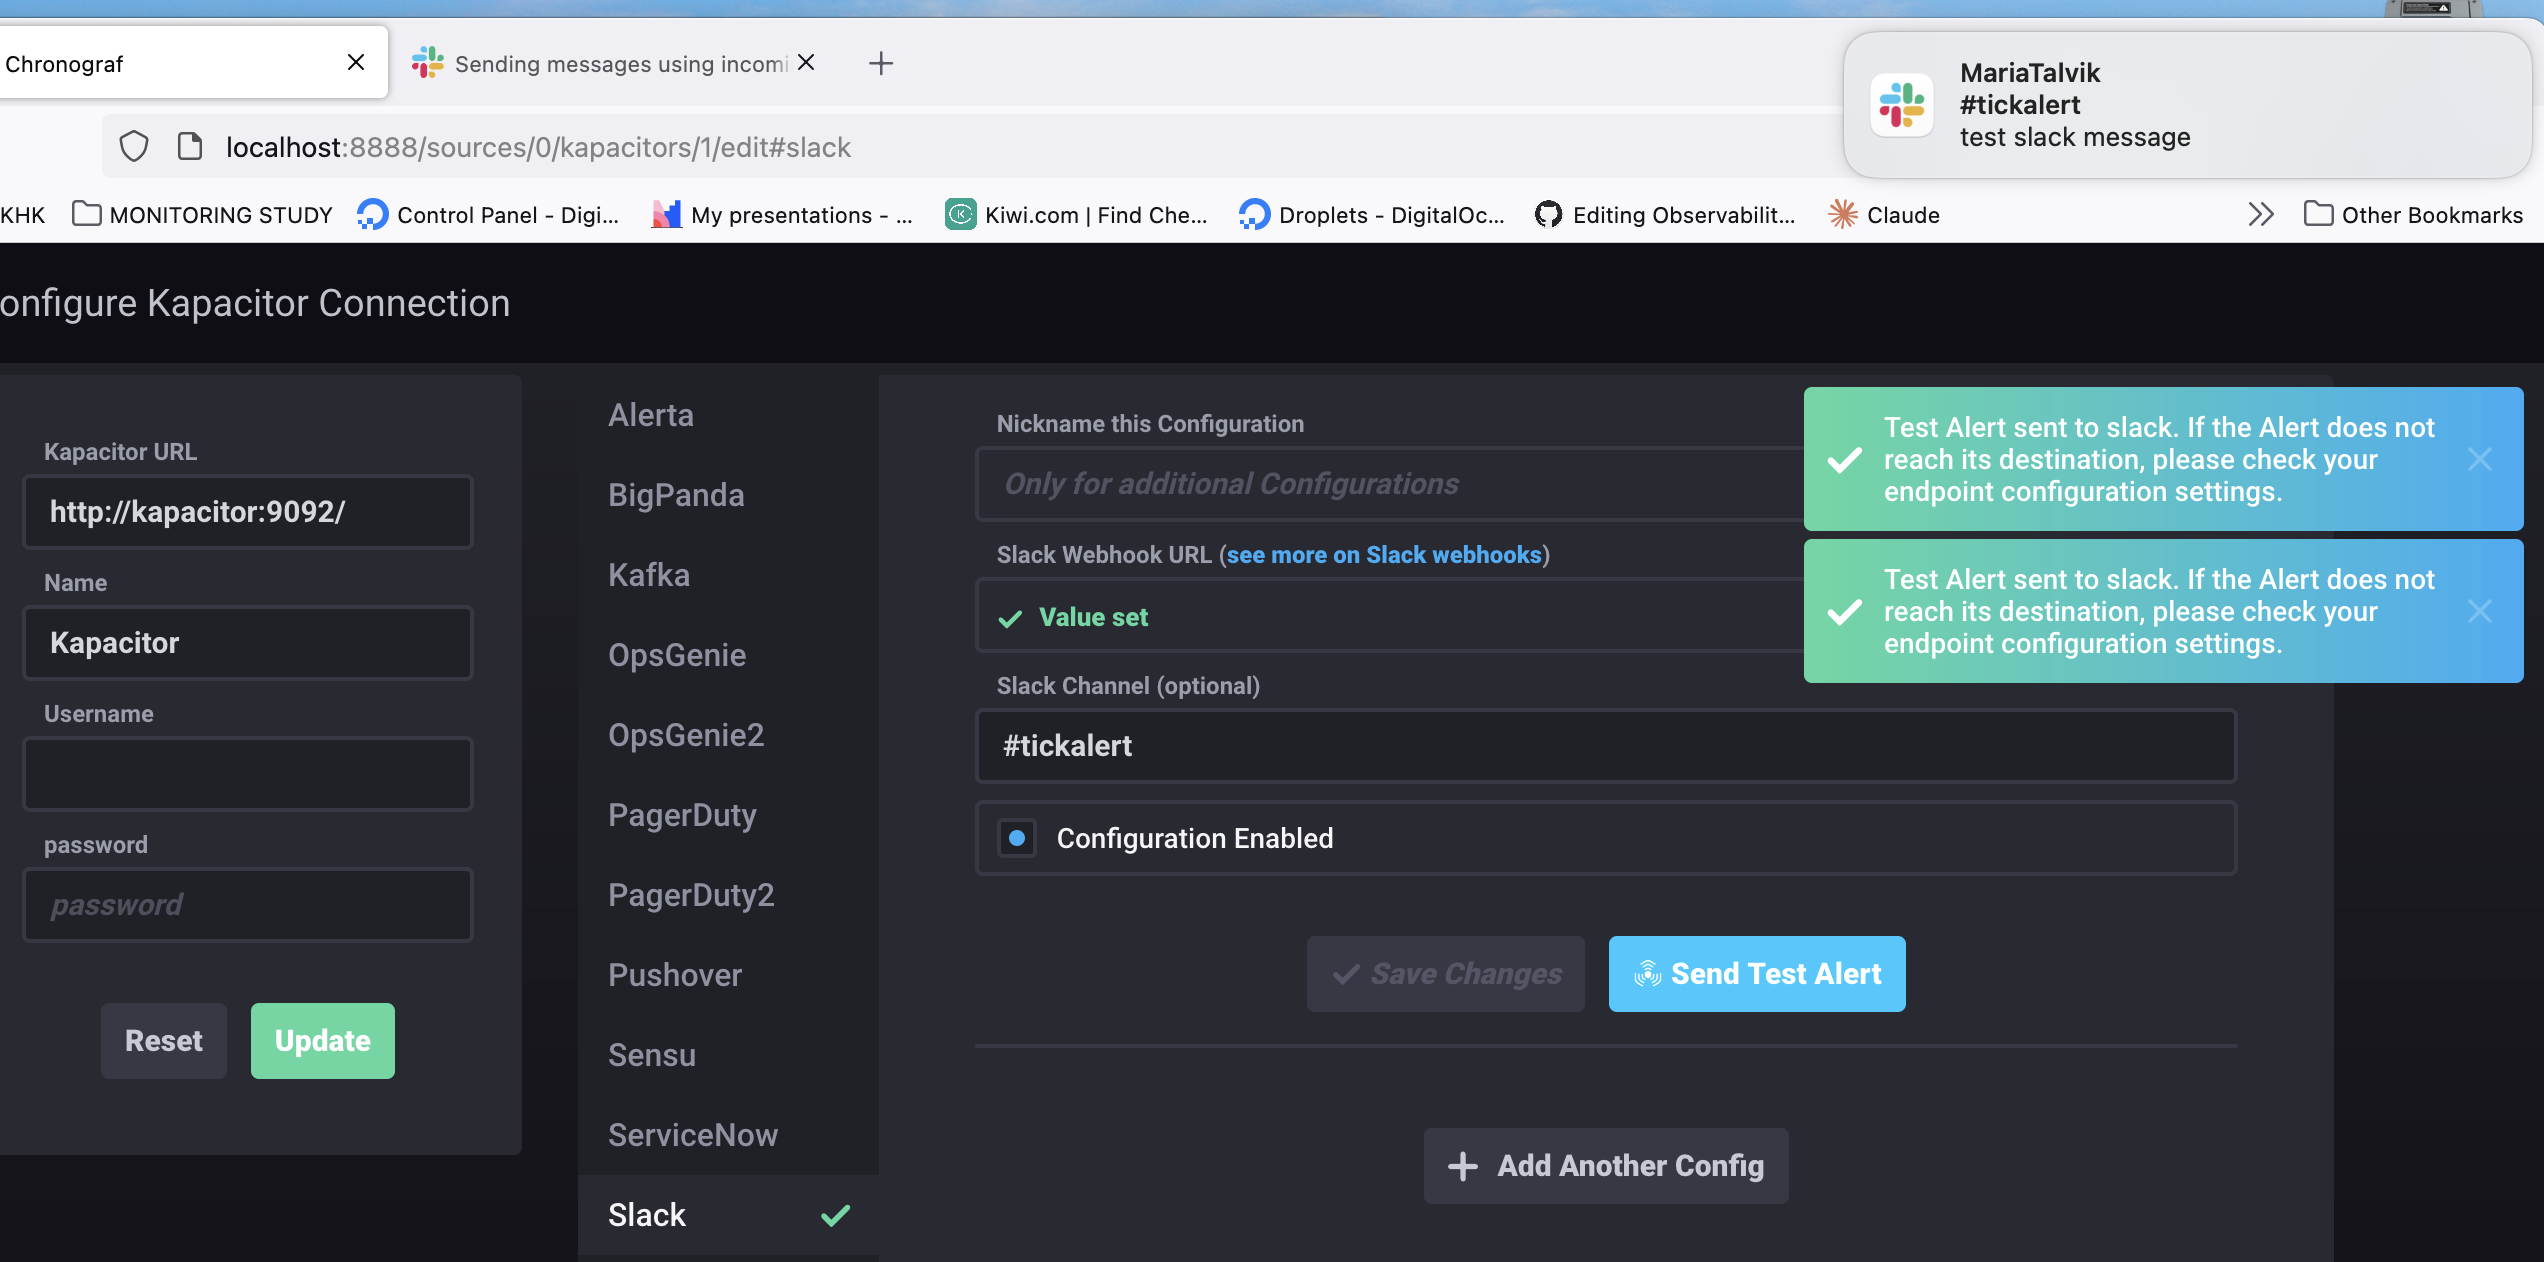 Chronograf
Sending messages using incomi
MariaTalvik
#tickalert
test slack message
localhost:8888/sources/0/kapacitors/1/edit#slack
KHK
MONITORING STUDY
Control Panel - Digi...
My presentations - ...
Kiwi.com | Find Che...
Droplets - DigitalOc...
Editing Observabilit...
Claude
Other Bookmarks
onfigure Kapacitor Connection
Kapacitor URL
http://kapacitor:9092/
Name
Kapacitor
Username
password
password
Reset
Update
Alerta
BigPanda
Kafka
OpsGenie
OpsGenie2
PagerDuty
PagerDuty2
Pushover
Sensu
ServiceNow
Slack
Nickname this Configuration
Only for additional Configurations
Slack Webhook URL (see more on Slack webhooks)
Value set
Slack Channel (optional)
#tickalert
Configuration Enabled
Save Changes
Send Test Alert
Add Another Config
Test Alert sent to slack. If the Alert does not
reach its destination, please check your
endpoint configuration settings.
Test Alert sent to slack. If the Alert does not
reach its destination, please check your
endpoint configuration settings.